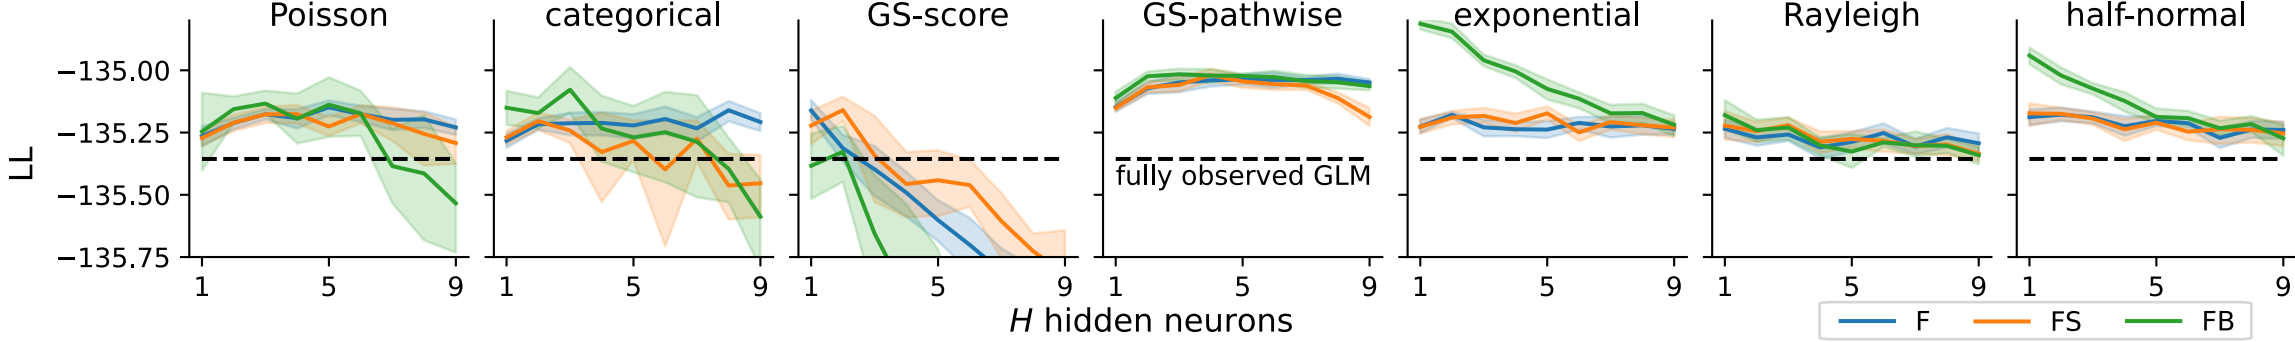 Poisson categorical GS-score GS-pathwise exponential Rayleigh half-normal
LL
−135.00
−135.25
−135.50
−135.75
fully observed GLM
1 5 9 1 5 9 1 5 9 1 5 9 1 5 9 1 5 9 1 5 9
H hidden neurons
F FS FB